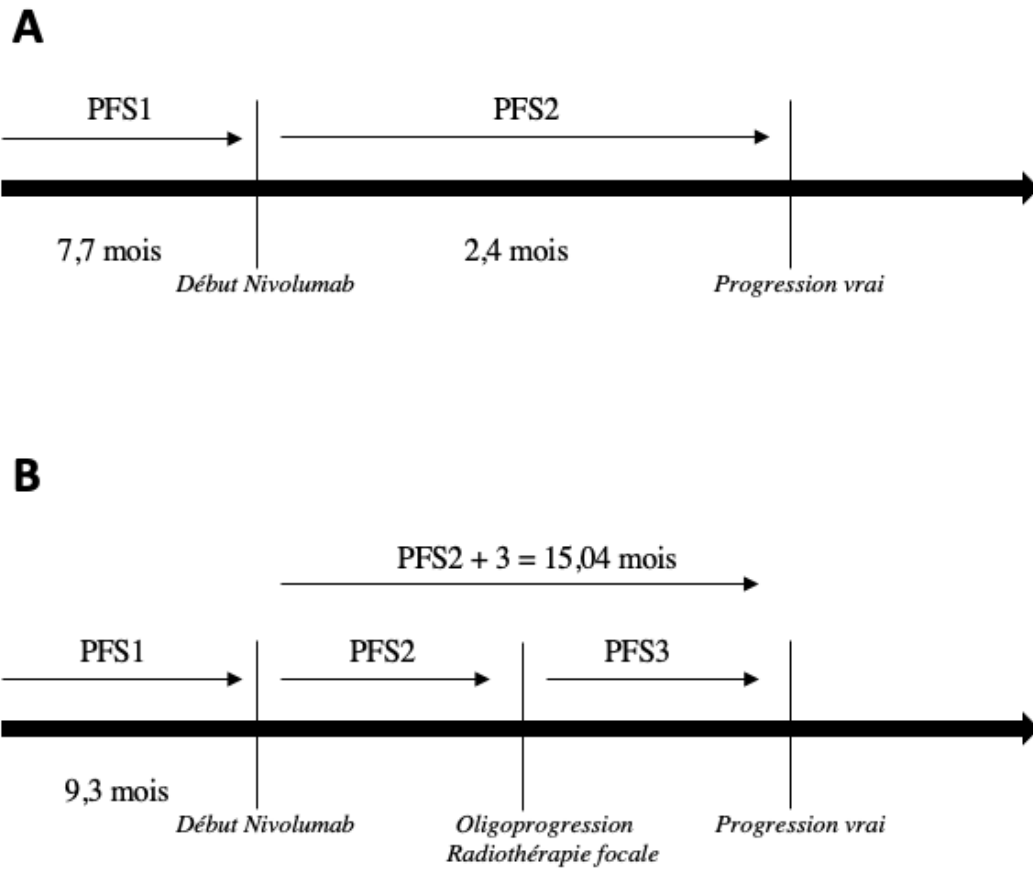 A
PFS1
PFS2
7,7 mois
2,4 mois
Début Nivolumab
Progression vrai
B
PFS2 + 3 = 15,04 mois
PFS1
PFS2
PFS3
9,3 mois
Début Nivolumab
Oligoprogression
Radiothérapie focale
Progression vrai